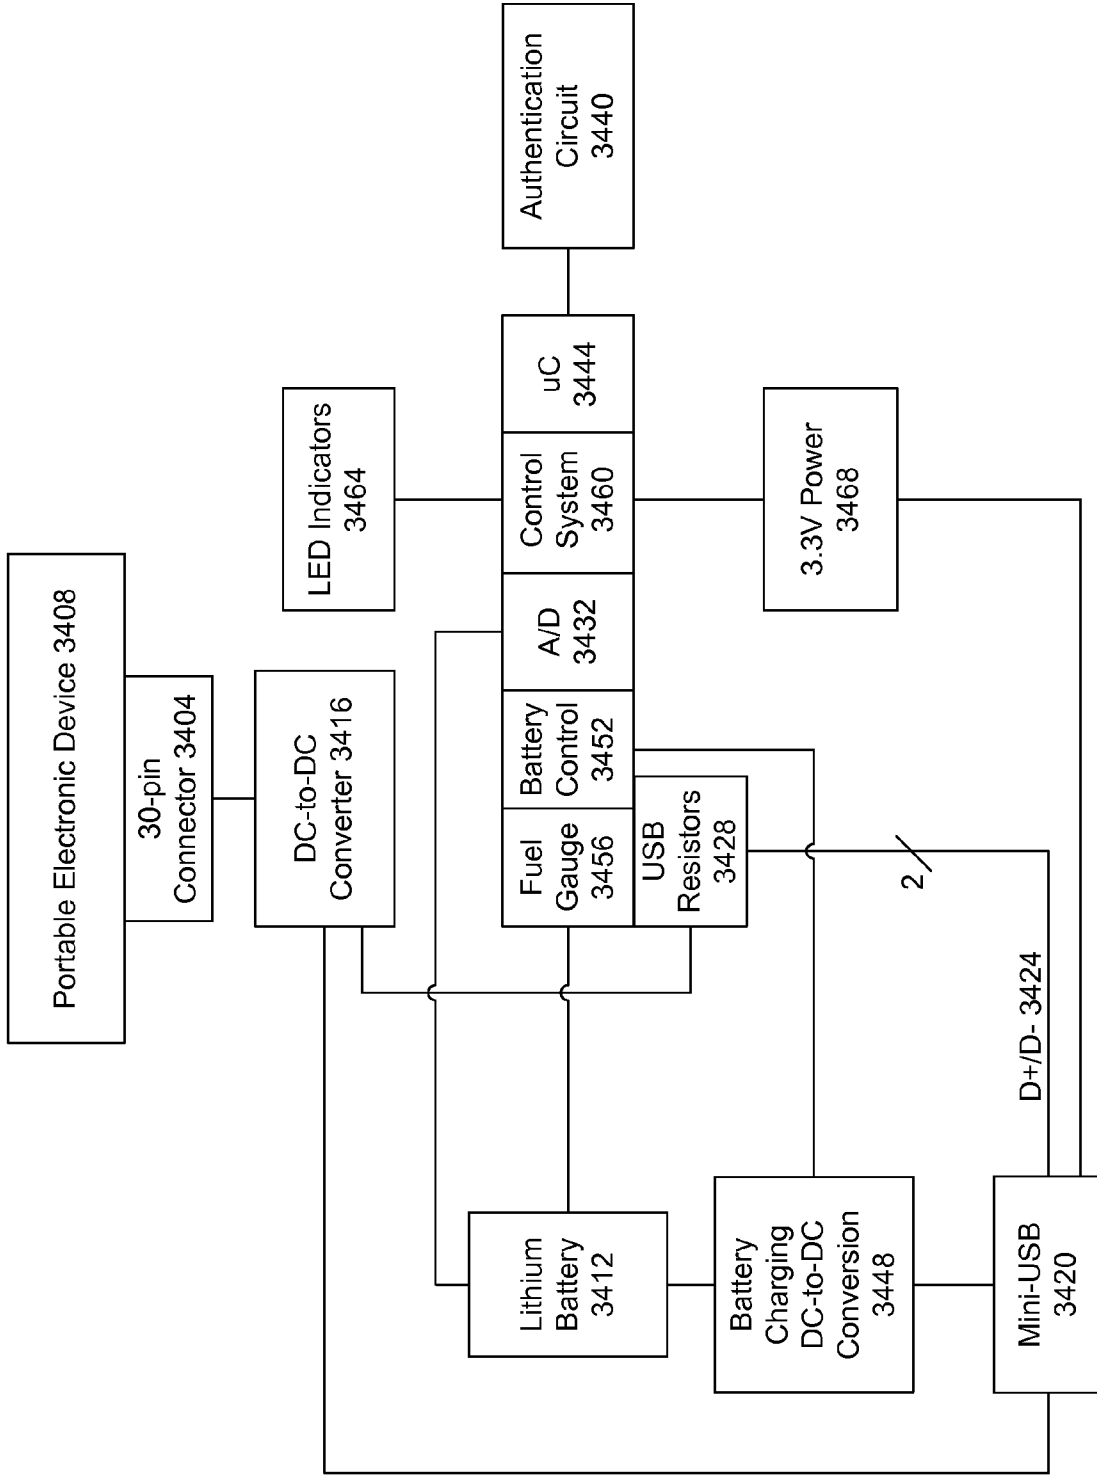 Portable Electronic Device 3408
30-pin
Connector 3404
DC-to-DC
Converter 3416
LED Indicators
3464
Lithium
Battery
3412
Fuel
Gauge
3456
Battery
Control
3452
A/D
3432
Control
System
3460
uC
3444
Authentication
Circuit
3440
USB
Resistors
3428
Battery
Charging
DC-to-DC
Conversion
3448
3.3V Power
3468
2
D+/D- 3424
Mini-USB
3420